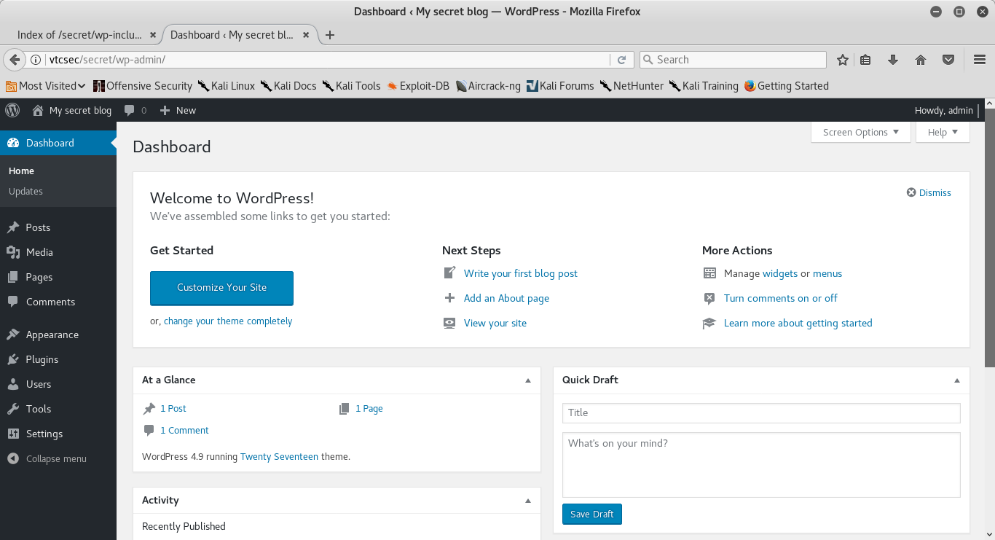 Dashboard ‹ My secret blog — WordPress - Mozilla Firefox
Index of /secret/wp-inclu... × Dashboard ‹ My secret bl... × +
vtcsec/secret/wp-admin/ Search
Most Visited Offensive Security Kali Linux Kali Docs Kali Tools Exploit-DB Aircrack-ng Kali Forums NetHunter Kali Training Getting Started
My secret blog 0 + New Howdy, admin
Screen Options Help
Dashboard
Dashboard
Home
Updates
Posts
Media
Pages
Comments
Appearance
Plugins
Users
Tools
Settings
Collapse menu
Welcome to WordPress!
Dismiss
We've assembled some links to get you started:
Get Started
Customize Your Site
or, change your theme completely
Next Steps
Write your first blog post
Add an About page
View your site
More Actions
Manage widgets or menus
Turn comments on or off
Learn more about getting started
At a Glance
1 Post 1 Page
1 Comment
WordPress 4.9 running Twenty Seventeen theme.
Activity
Recently Published
Quick Draft
Title
What's on your mind?
Save Draft